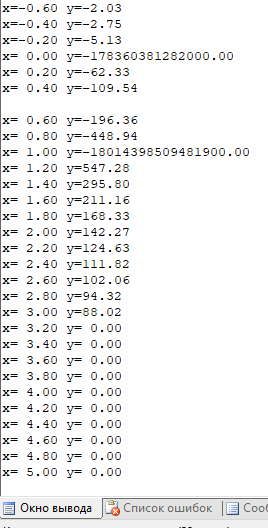 x=-0.60 y=-2.03
x=-0.40 y=-2.75
x=-0.20 y=-5.13
x= 0.00 y=-178360381282000.00
x= 0.20 y=-62.33
x= 0.40 y=-109.54
x= 0.60 y=-196.36
x= 0.80 y=-448.94
x= 1.00 y=-18014398509481900.00
x= 1.20 y=547.28
x= 1.40 y=295.80
x= 1.60 y=211.16
x= 1.80 y=168.33
x= 2.00 y=142.27
x= 2.20 y=124.63
x= 2.40 y=111.82
x= 2.60 y=102.06
x= 2.80 y=94.32
x= 3.00 y=88.02
x= 3.20 y= 0.00
x= 3.40 y= 0.00
x= 3.60 y= 0.00
x= 3.80 y= 0.00
x= 4.00 y= 0.00
x= 4.20 y= 0.00
x= 4.40 y= 0.00
x= 4.60 y= 0.00
x= 4.80 y= 0.00
x= 5.00 y= 0.00
Окно вывода Список ошибок Сооб